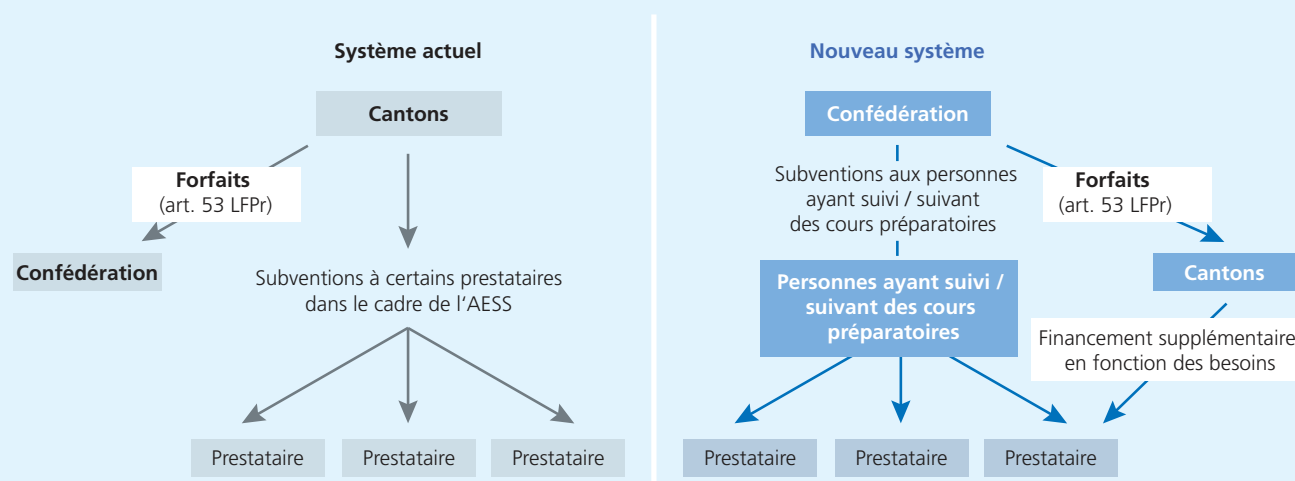 Système actuel
Cantons
Forfaits
(art. 53 LFPr)
Confédération
Subventions à certains prestataires
dans le cadre de l‘AESS
Prestataire
Prestataire
Prestataire
Nouveau système
Confédération
Subventions aux personnes
ayant suivi / suivant
des cours préparatoires
Forfaits
(art. 53 LFPr)
Personnes ayant suivi /
suivant des cours
préparatoires
Cantons
Financement supplémentaire
en fonction des besoins
Prestataire
Prestataire
Prestataire